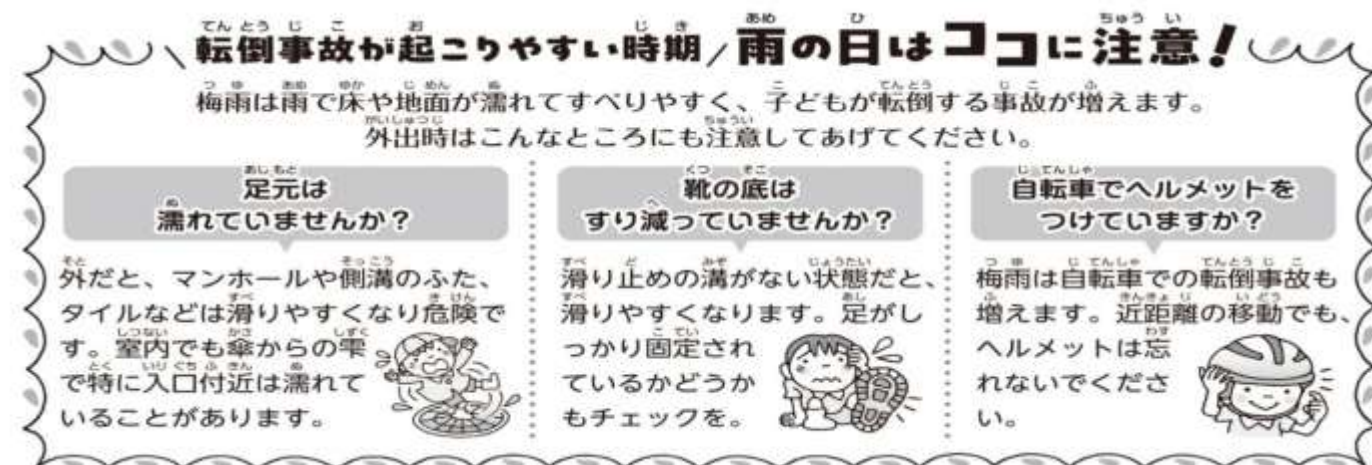 転倒事故が起こりやすい時期 雨の日はココに注意！
梅雨は雨で床や地面が濡れてすべりやすく、子どもが転倒する事故が増えます。
外出時はこんなところにも注意してあげてください。
足元は
濡れていませんか？
外だと、マンホールや側溝のふた、
タイルなどは滑りやすくなり危険で
す。室内でも傘からの雫
で特に入口付近は濡れて
いることがあります。
靴の底は
すり減っていませんか？
滑り止めの溝がない状態だと、
滑りやすくなります。足がし
っかり固定され
ているかどうか
もチェックを。
自転車でヘルメットを
つけていますか？
梅雨は自転車での転倒事故も
増えます。近距離の移動でも、
ヘルメットは忘
れないでくださ
い。